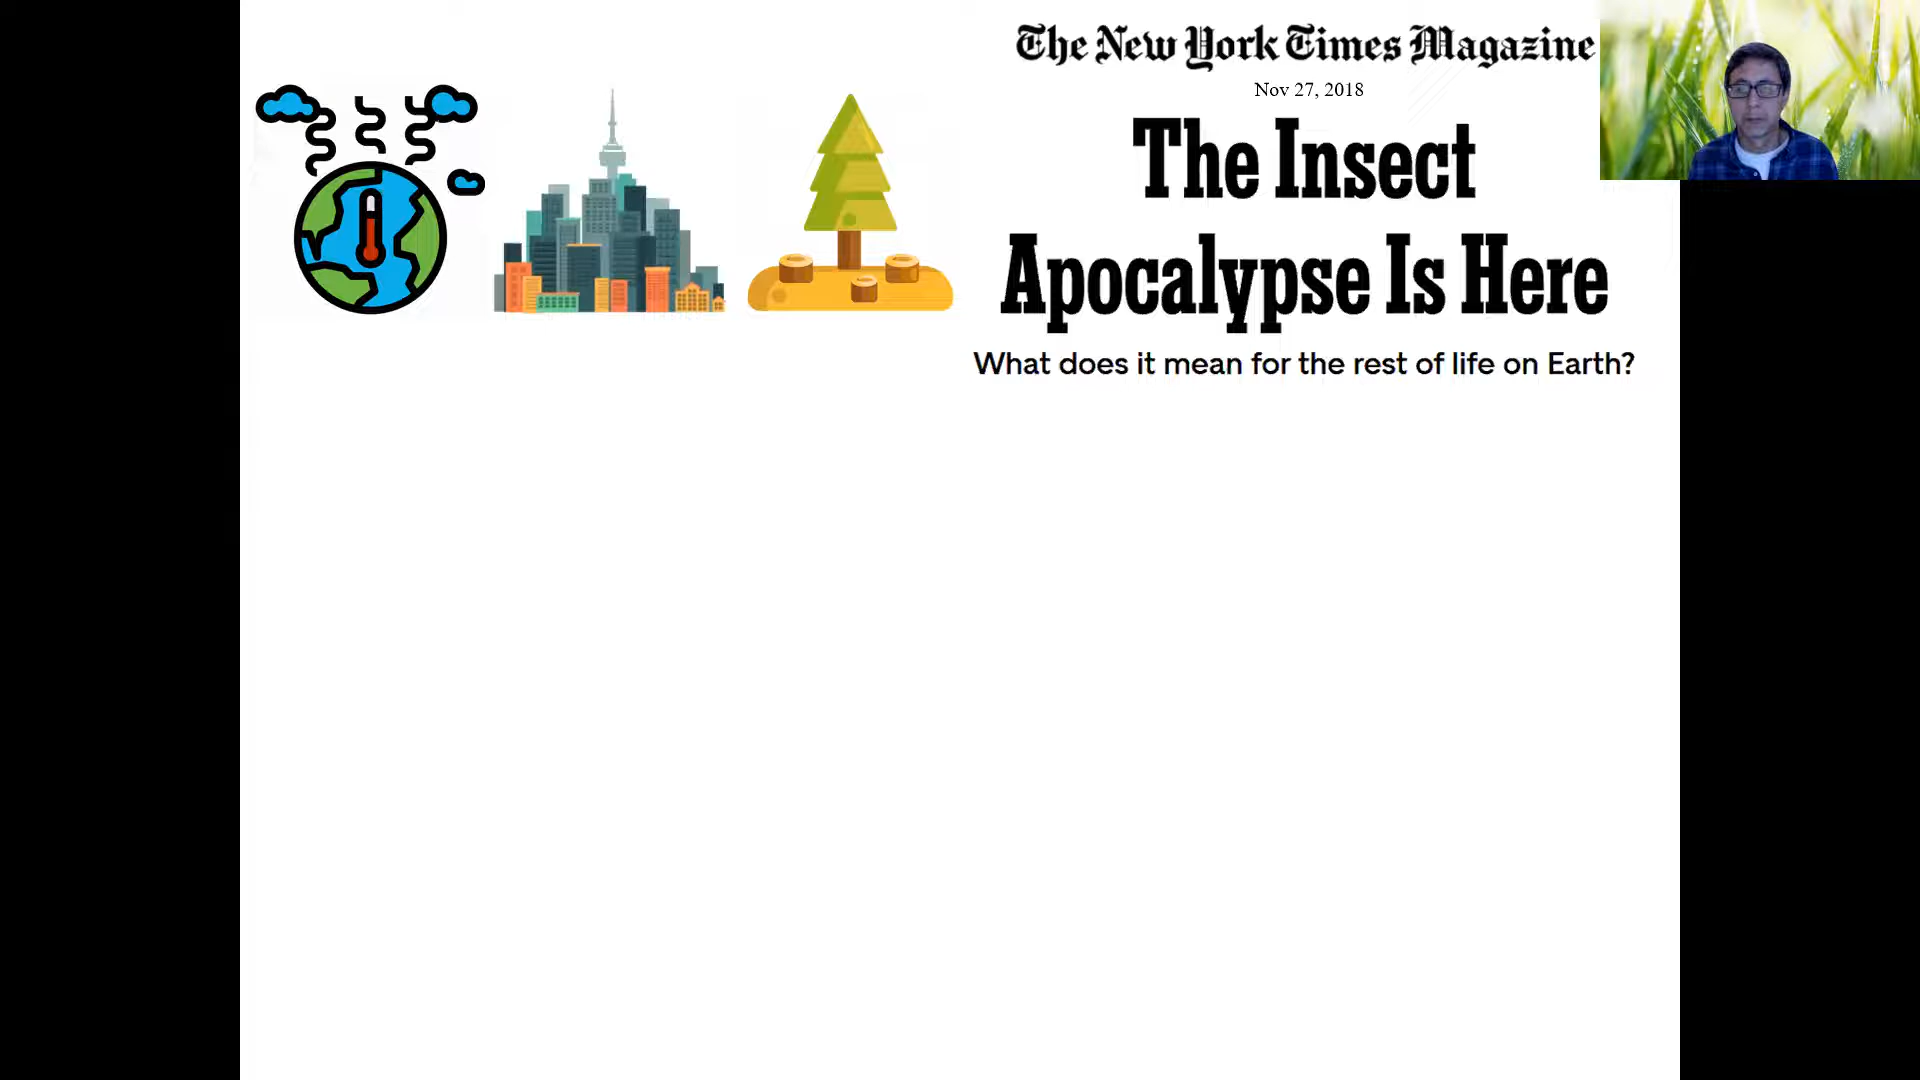 The New York Times Magazine
Nov 27, 2018
The Insect
Apocalypse Is Here
What does it mean for the rest of life on Earth?